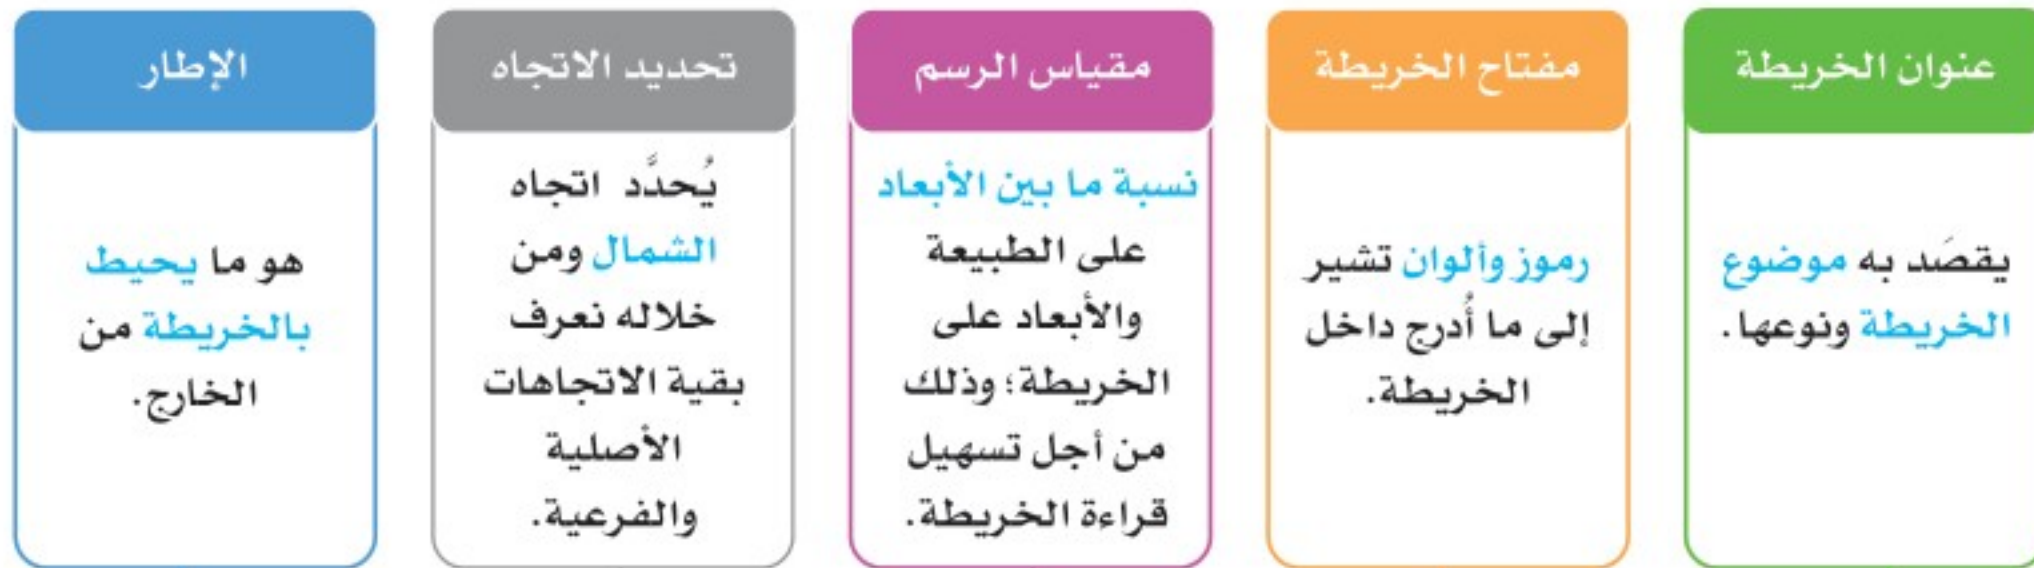 عنوان الخريطة
يقصَد به موضوع
الخريطة ونوعها.
مفتاح الخريطة
رموز وألوان تشير
إلى ما أُدرج داخل
الخريطة.
مقياس الرسم
نسبة ما بين الأبعاد
على الطبيعة
والأبعاد على
الخريطة؛ وذلك
من أجل تسهيل
قراءة الخريطة.
تحديد الاتجاه
يُحدَّد اتجاه
الشمال ومن
خلاله نعرف
بقية الاتجاهات
الأصلية
والفرعية.
الإطار
هو ما يحيط
بالخريطة من
الخارج.